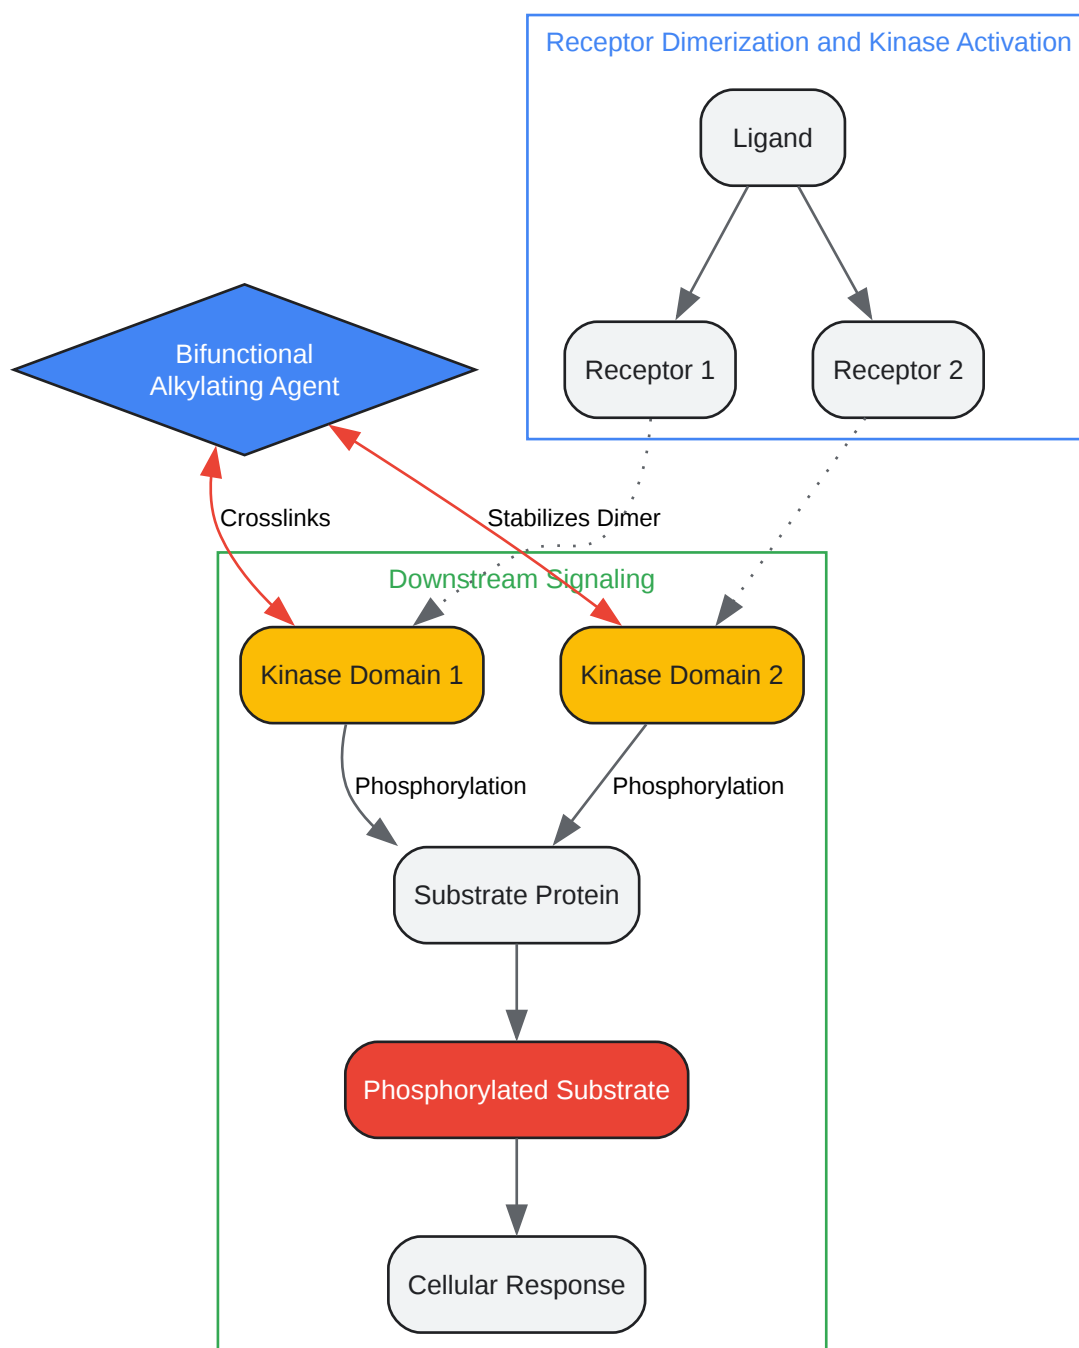 Receptor Dimerization and Kinase Activation
Ligand
Bifunctional
Alkylating Agent
Receptor 1
Receptor 2
Crosslinks
Stabilizes Dimer
Downstream Signaling
Kinase Domain 1
Kinase Domain 2
Phosphorylation
Phosphorylation
Substrate Protein
Phosphorylated Substrate
Cellular Response